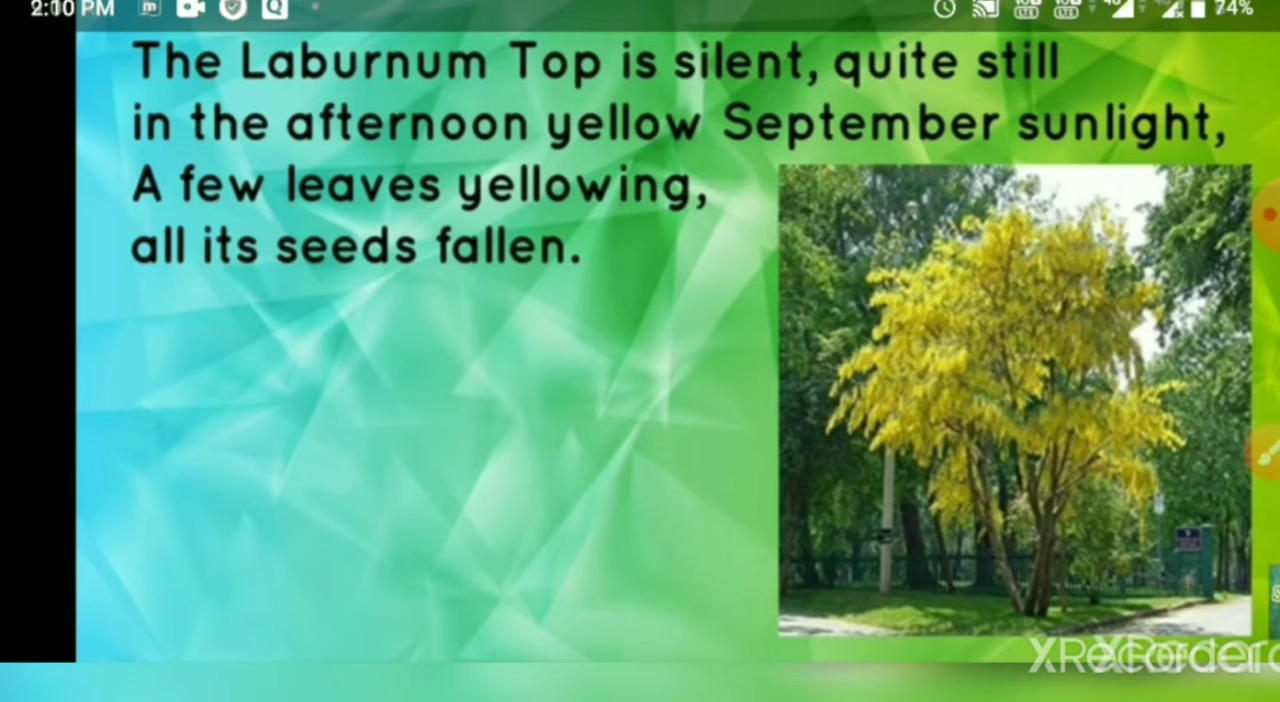 2:10 PM
74%
The Laburnum Top is silent, quite still
in the afternoon yellow September sunlight,
A few leaves yellowing,
all its seeds fallen.